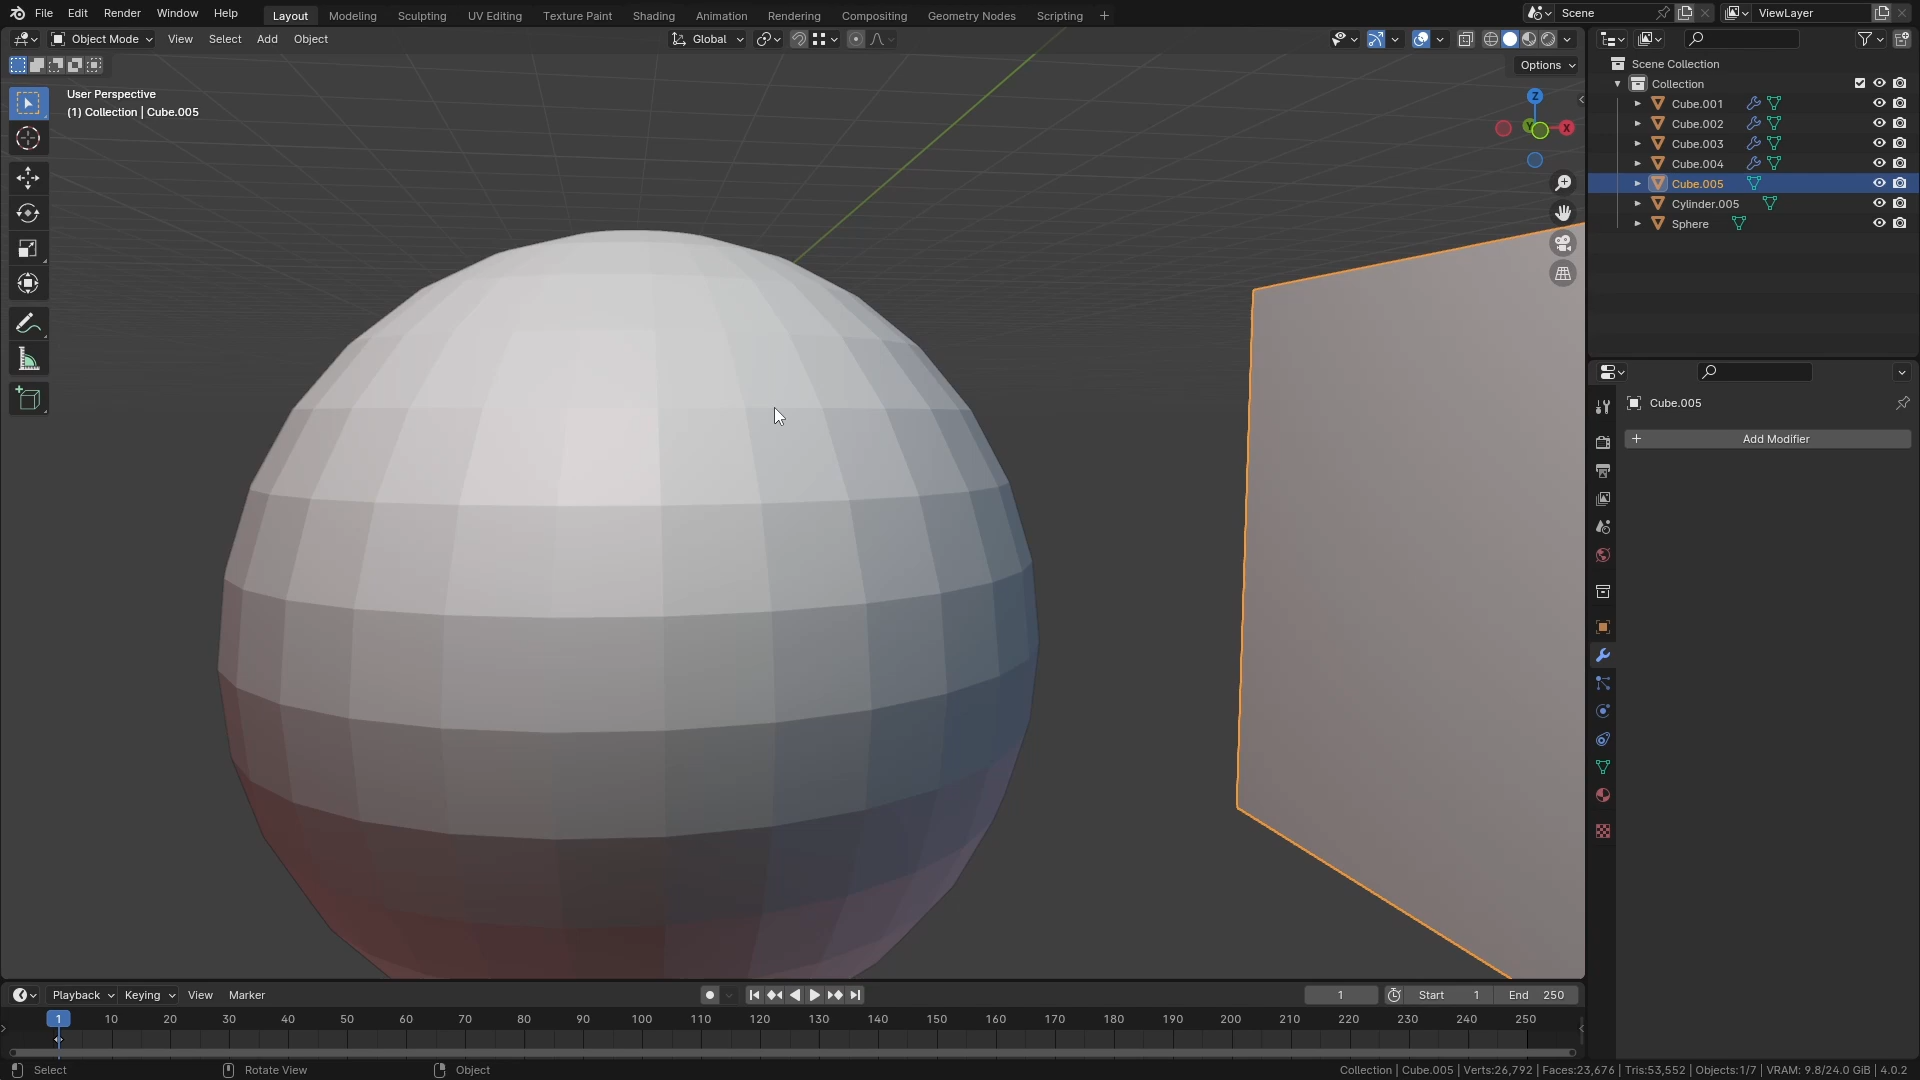 File Edit Render Window Help
Layout Modeling Sculpting UV Editing Texture Paint Shading Animation Rendering Compositing Geometry Nodes Scripting +
Scene
ViewLayer
Object Mode View Select Add Object
Global
Options
User Perspective
(1) Collection | Cube.005
Z
Y
X
Scene Collection
Collection
Cube.001
Cube.002
Cube.003
Cube.004
Cube.005
Cylinder.005
Sphere
Cube.005
+ Add Modifier
Playback Keying View Marker
1
Start 1
End 250
1 10 20 30 40 50 60 70 80 90 100 110 120 130 140 150 160 170 180 190 200 210 220 230 240 250
Select
Rotate View
Object
Collection | Cube.005 | Verts:26,792 | Faces:23,676 | Tris:53,552 | Objects:1/7 | VRAM: 9.8/24.0 GiB | 4.0.2